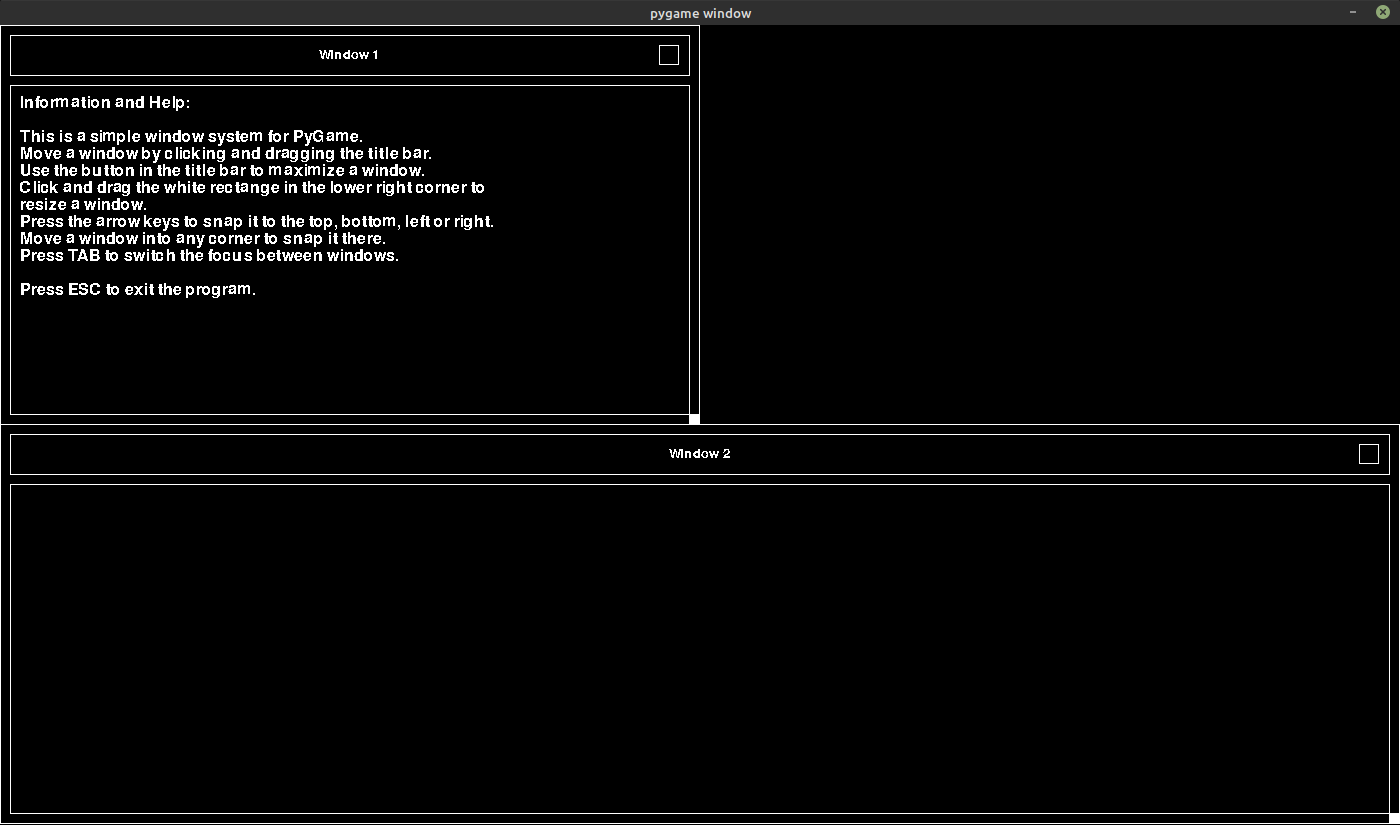 pygame window
Window 1
Information and Help:
This is a simple window system for PyGame.
Move a window by clicking and dragging the title bar.
Use the button in the title bar to maximize a window.
Click and drag the white rectange in the lower right corner to
resize a window.
Press the arrow keys to snap it to the top, bottom, left or right.
Move a window into any corner to snap it there.
Press TAB to switch the focus between windows.
Press ESC to exit the program.
Window 2